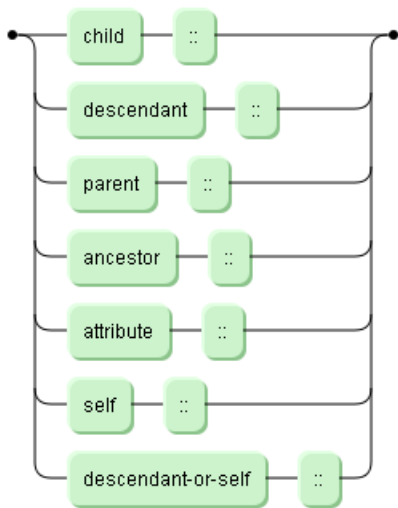 child ::
descendant ::
parent ::
ancestor ::
attribute ::
self ::
descendant-or-self ::